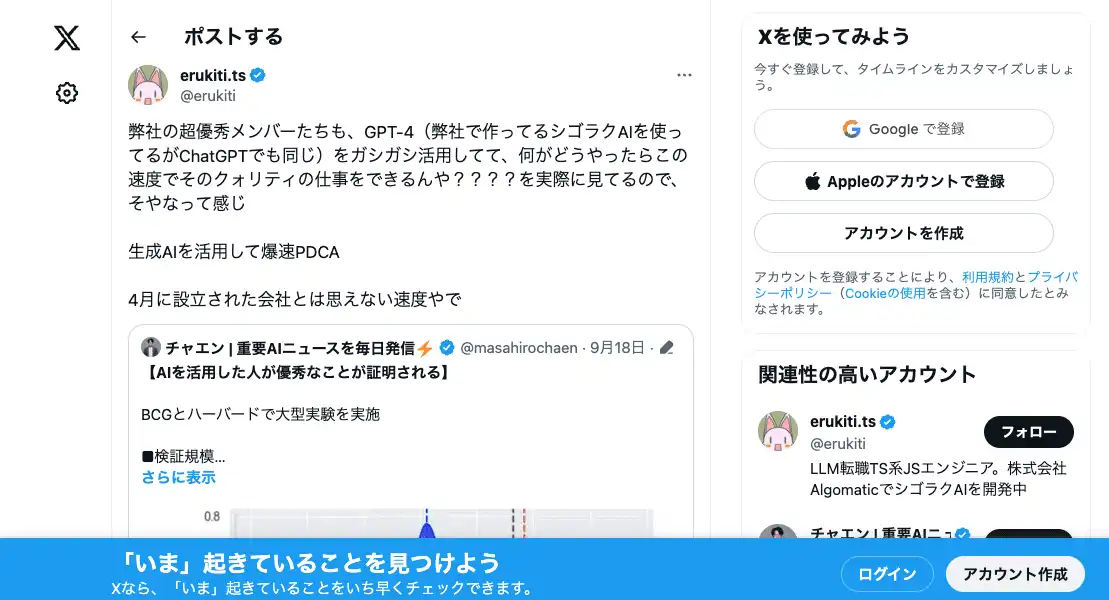 ポストする
erukiti.ts
@erukiti
弊社の超優秀メンバーたちも、GPT-4（弊社で作ってるシゴラクAIを使っ
てるがChatGPTでも同じ）をガシガシ活用してて、何がどうやったらこの
速度でそのクォリティの仕事をできるんや？？？？を実際に見てるので、
そやなって感じ
生成AIを活用して爆速PDCA
4月に設立された会社とは思えない速度やで
チャエン | 重要AIニュースを毎日発信⚡ @masahirochaen · 9月18日 ·
【AIを活用した人が優秀なことが証明される】
BCGとハーバードで大型実験を実施
■検証規模...
さらに表示
0.8
Xを使ってみよう
今すぐ登録して、タイムラインをカスタマイズしましょ
う。
Google で登録
Appleのアカウントで登録
アカウントを作成
アカウントを登録することにより、利用規約とプライバ
シーポリシー（Cookieの使用を含む）に同意したとみ
なされます。
関連性の高いアカウント
erukiti.ts
@erukiti
フォロー
LLM転職TS系JSエンジニア。株式会社
AlgomaticでシゴラクAIを開発中
チャエン | 重要AIニュ
「いま」起きていることを見つけよう
Xなら、「いま」起きていることをいち早くチェックできます。
ログイン
アカウント作成